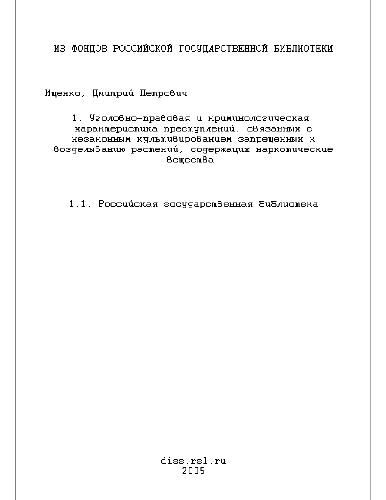 ИЗ ФОНДОВ РОССИЙСКОЙ ГОСУДАРСТВЕННОЙ БИБЛИОТЕКИ
Ищенко, Дмитрий Петрович
1. Уголовно-правовая и криминологическая
характеристика преступлений, связанных с
незаконным культивированием запрещенных к
возделыванию растений, содержащих наркотические
вещества
1.1. Российская государственная библиотека
diss.rsl.ru
2005